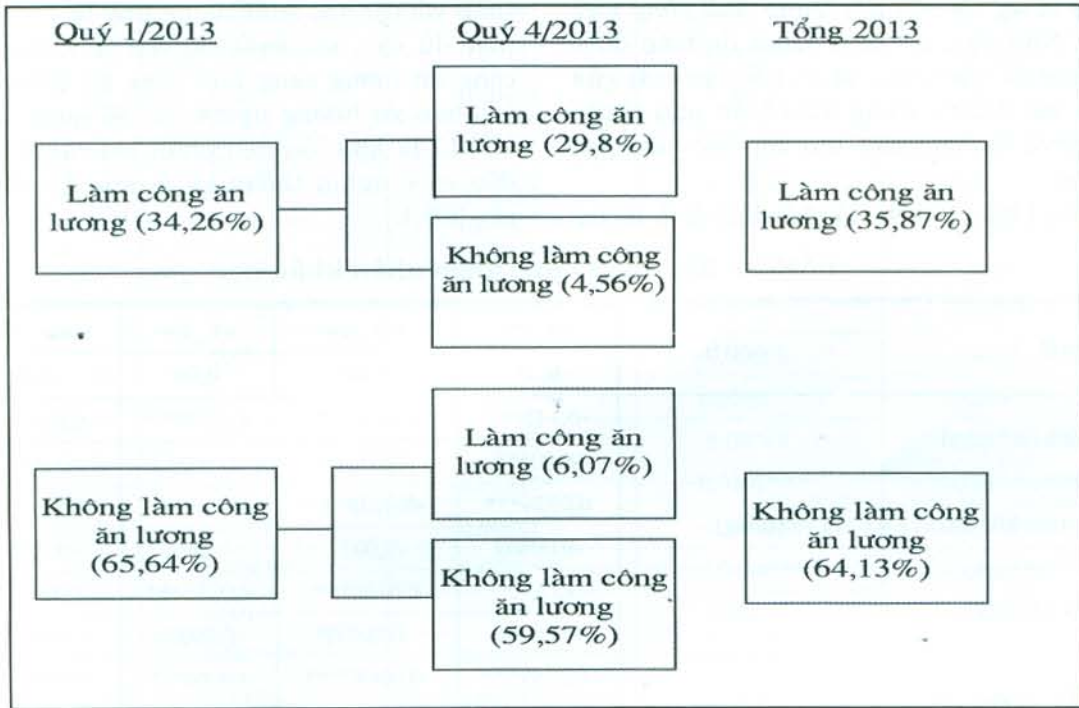 Quý 1/2013
Quý 4/2013
Tổng 2013
Làm công ăn
lương (34,26%)
Làm công ăn
lương (29,8%)
Không làm công
ăn lương (4,56%)
Làm công ăn
lương (35,87%)
Không làm công
ăn lương
(65,64%)
Làm công ăn
lương (6,07%)
Không làm công
ăn lương
(59,57%)
Không làm công
ăn lương
(64,13%)